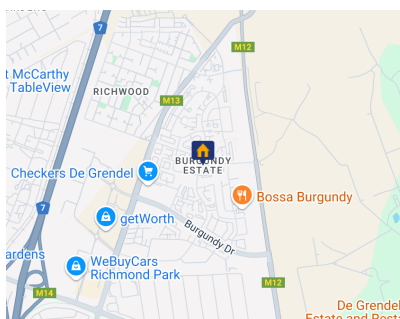 7
M12
t McCarthy
TableView
RICHWOOD
M13
BURGUNDY
ESTATE
Checkers De Grendel
Bossa Burgundy
7
getWorth
Burgundy Dr
ardens
WeBuyCars
Richmond Park
M12
M14
De Grendel
Estate and Resta